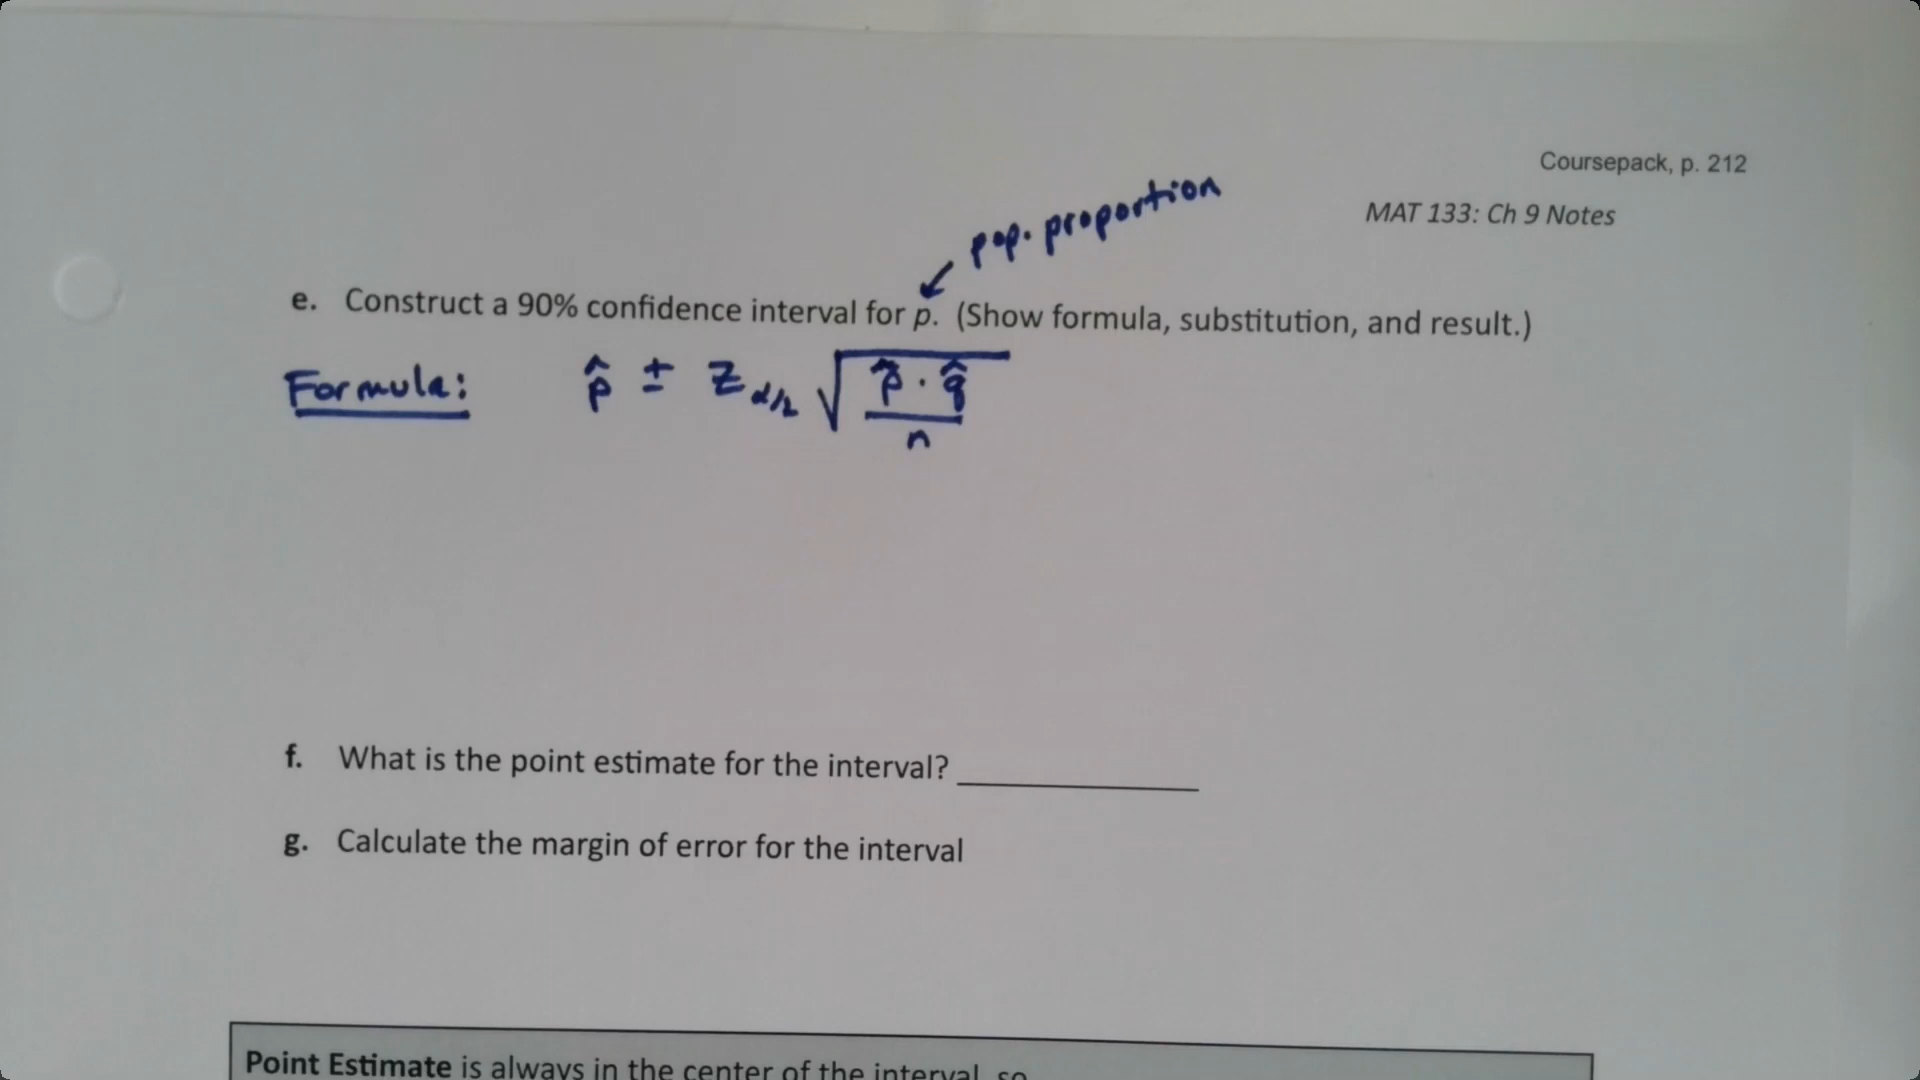 Coursepack, p. 212
pop. proportion
MAT 133: Ch 9 Notes
e. Construct a 90% confidence interval for p. (Show formula, substitution, and result.)
Formula: p̂ ± z α/2 √ p̂ · q̂ / n
f. What is the point estimate for the interval? ____________
g. Calculate the margin of error for the interval
Point Estimate is always in the center of the interval, so